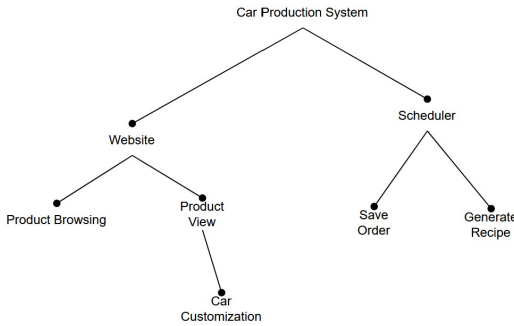 Car Production System
Scheduler
Website
Product Browsing
Product
View
Save
Order
Generate
Recipe
Car
Customization